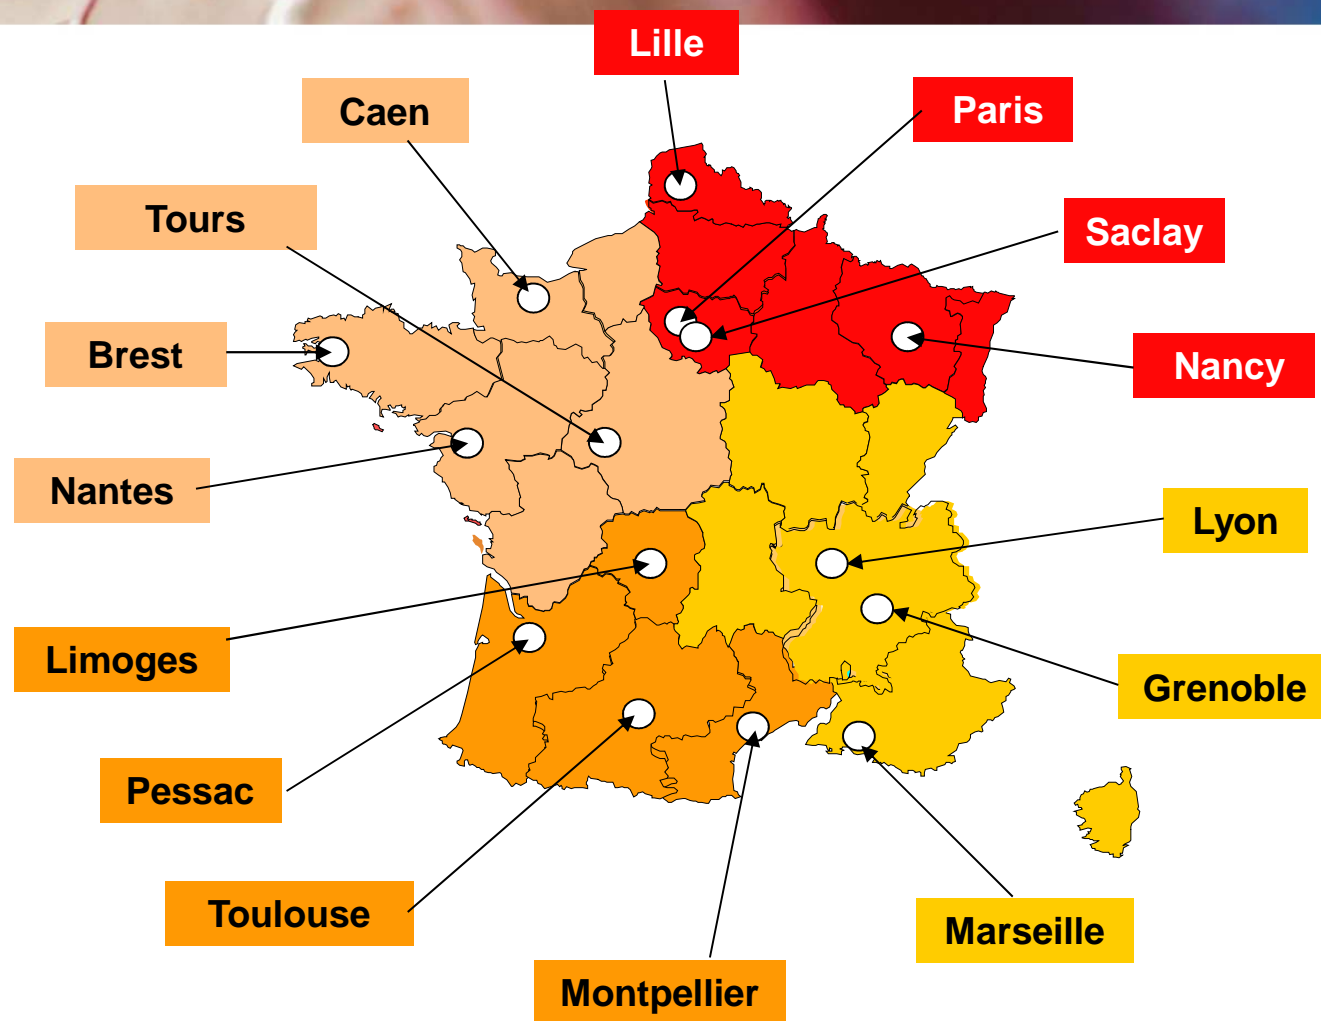 Lille
Caen
Paris
Tours
Saclay
Brest
Nancy
Nantes
Lyon
Limoges
Grenoble
Pessac
Toulouse
Marseille
Montpellier